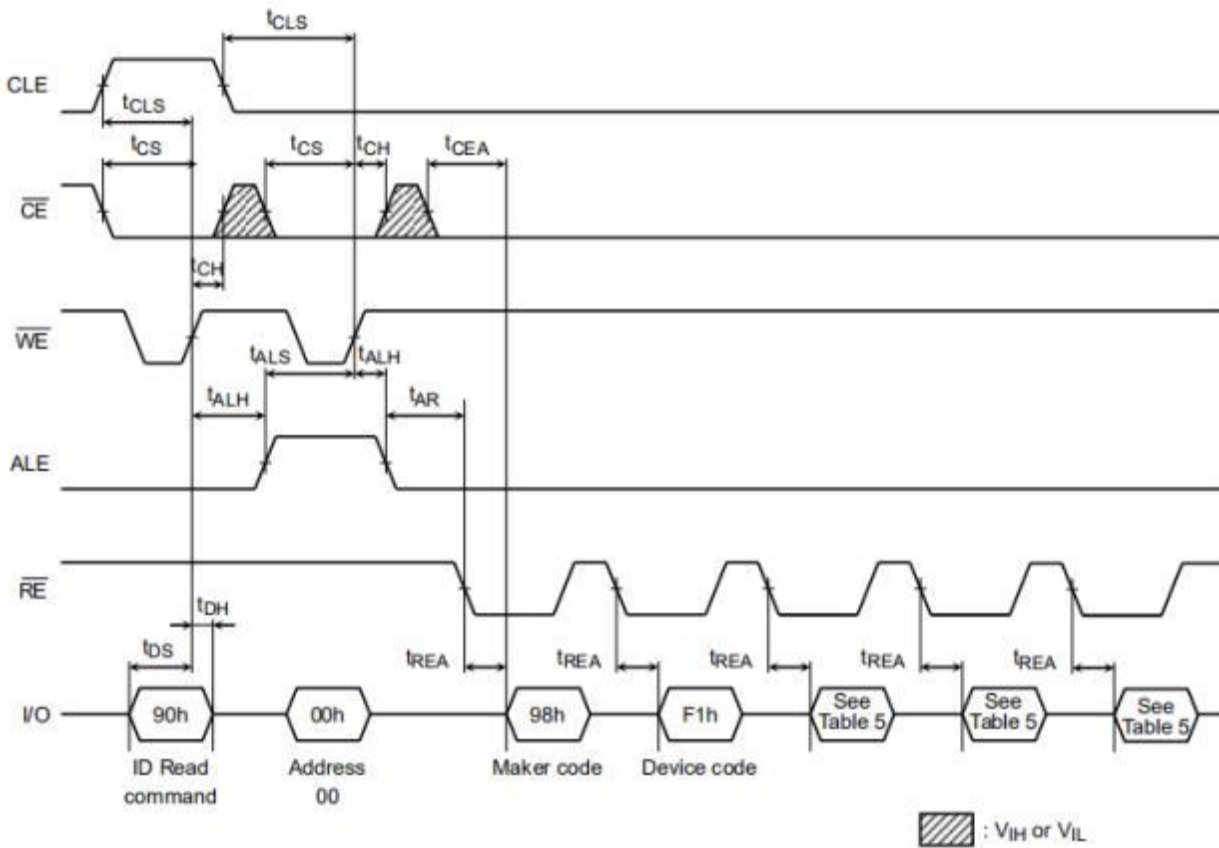 tCLS
CLE
tCLS
tCS
tCS
tCH
tCEA
CE
tCH
WE
tALS
tALH
tALH
tAR
ALE
RE
tDH
tDS
tREA
tREA
tREA
tREA
tREA
I/O
90h
00h
98h
F1h
See
Table 5
See
Table 5
See
Table 5
ID Read
command
Address
00
Maker code
Device code
: VIH or VIL